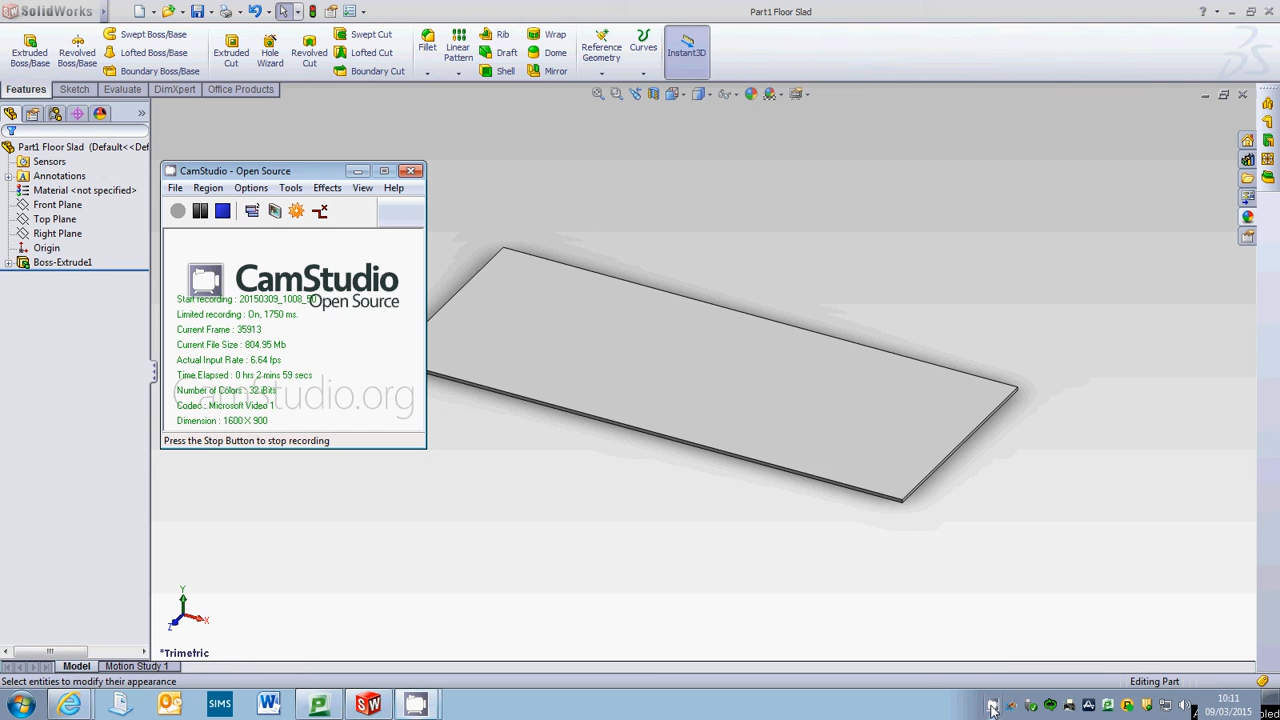 SolidWorks
Part1 Floor Slad
Extruded Boss/Base
Revolved Boss/Base
Swept Boss/Base
Lofted Boss/Base
Boundary Boss/Base
Extruded Cut
Hole Wizard
Revolved Cut
Swept Cut
Lofted Cut
Boundary Cut
Fillet
Linear Pattern
Rib
Draft
Shell
Wrap
Dome
Mirror
Reference Geometry
Curves
Instant3D
Features Sketch Evaluate DimXpert Office Products
Part1 Floor Slad (Default<<Def
Sensors
Annotations
Material <not specified>
Front Plane
Top Plane
Right Plane
Origin
Boss-Extrude1
CamStudio - Open Source
File Region Options Tools Effects View Help
CamStudio
Open Source
Start recording : 20150309_1008_
Limited recording : On, 1750 ms.
Current Frame : 35913
Current File Size : 804.95 Mb
Actual Input Rate : 6.64 fps
Time Elapsed : 0 hrs 2 mins 59 secs
Number of Colors : 32 Bits
Codec : Microsoft Video 1
Dimension : 1600 X 900
CamStudio.org
Press the Stop Button to stop recording
Y
X
Z
*Trimetric
Model Motion Study 1
Select entities to modify their appearance
Editing Part
SIMS
10:11
09/03/2015